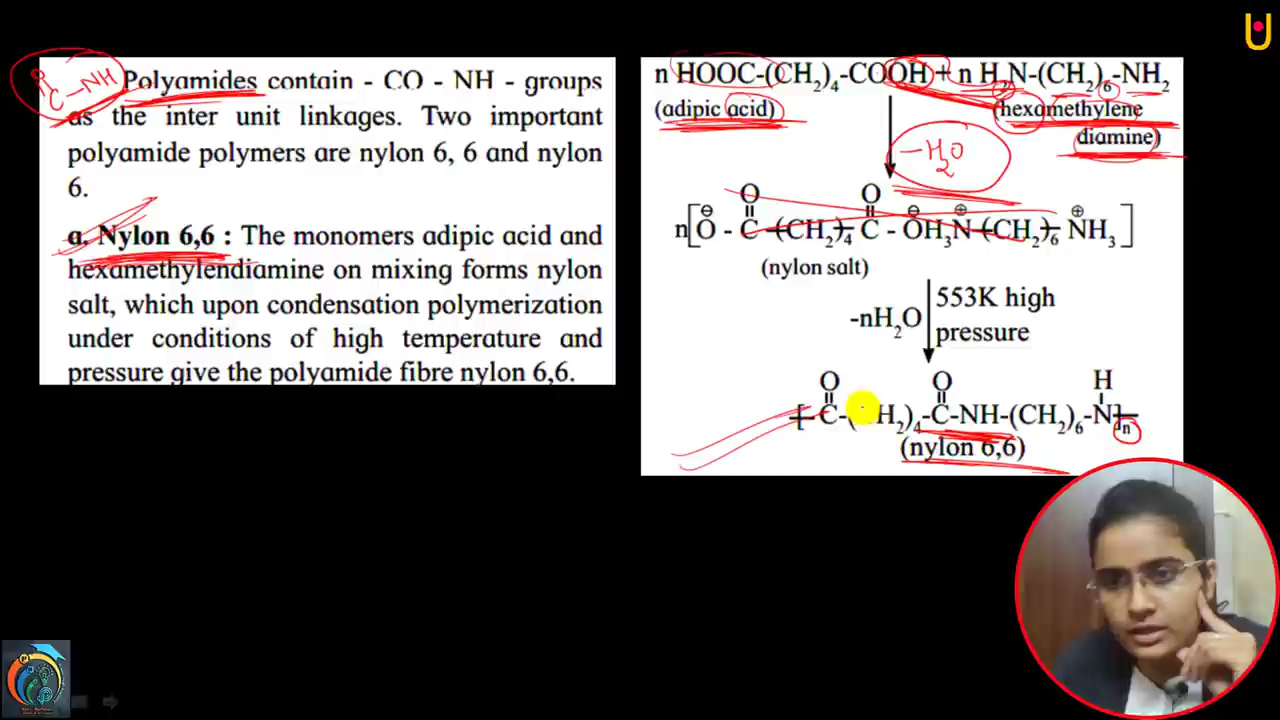 O
C-NH
Polyamides contain - CO - NH - groups
as the inter unit linkages. Two important
polyamide polymers are nylon 6, 6 and nylon
6.
a. Nylon 6,6 : The monomers adipic acid and
hexamethylendiamine on mixing forms nylon
salt, which upon condensation polymerization
under conditions of high temperature and
pressure give the polyamide fibre nylon 6,6.
n HOOC-(CH₂)₄-COOH + n H₂N-(CH₂)₆-NH₂
(adipic acid) (hexamethylene
diamine)
-H₂O
O O
n[⊖O - C -(CH₂)₄ C - O⊖ H₃N⊕ -(CH₂)₆ N⊕H₃]
(nylon salt)
553K high
-nH₂O
pressure
O O H
[-C-(CH₂)₄-C-NH-(CH₂)₆-N]n
(nylon 6,6)
U